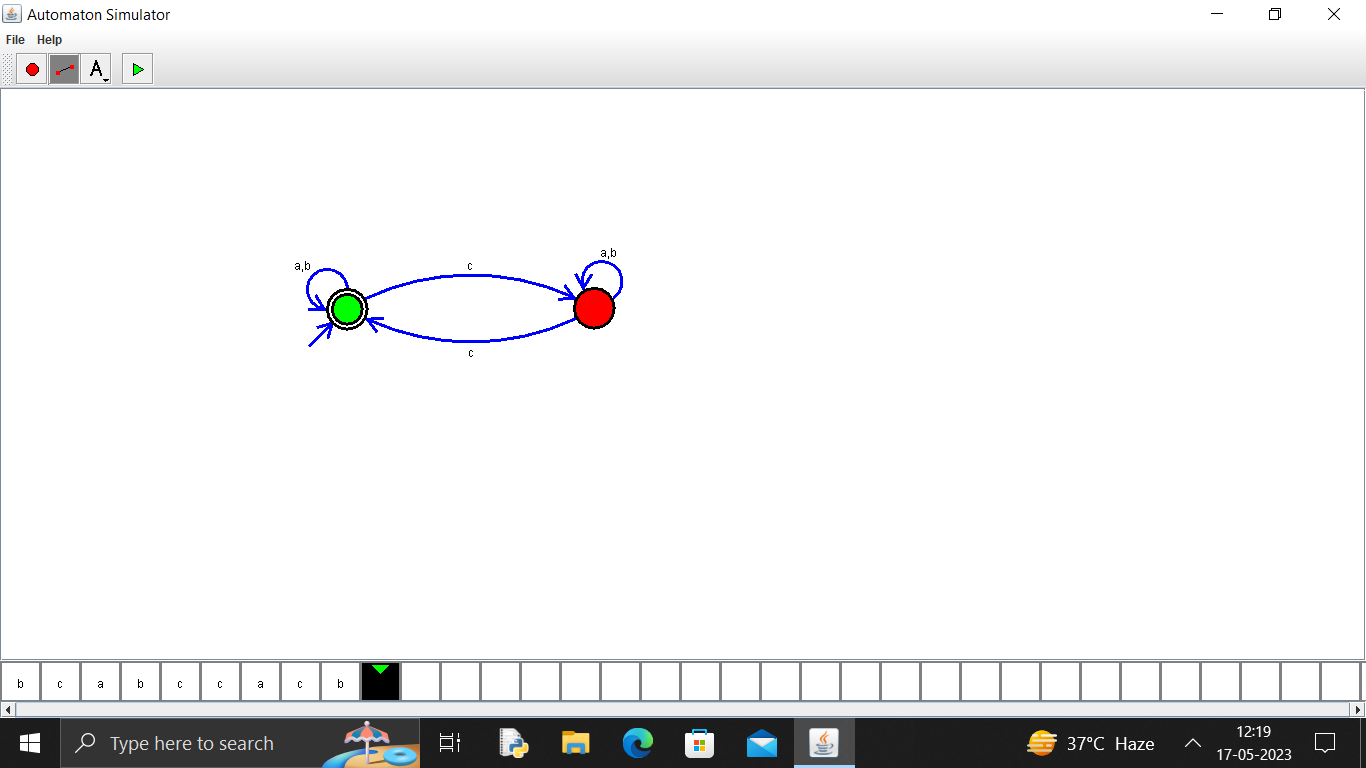 Automaton Simulator
File Help
A
a,b
c
a,b
c
b c a b c c a c b
Type here to search
37°C Haze
12:19
17-05-2023